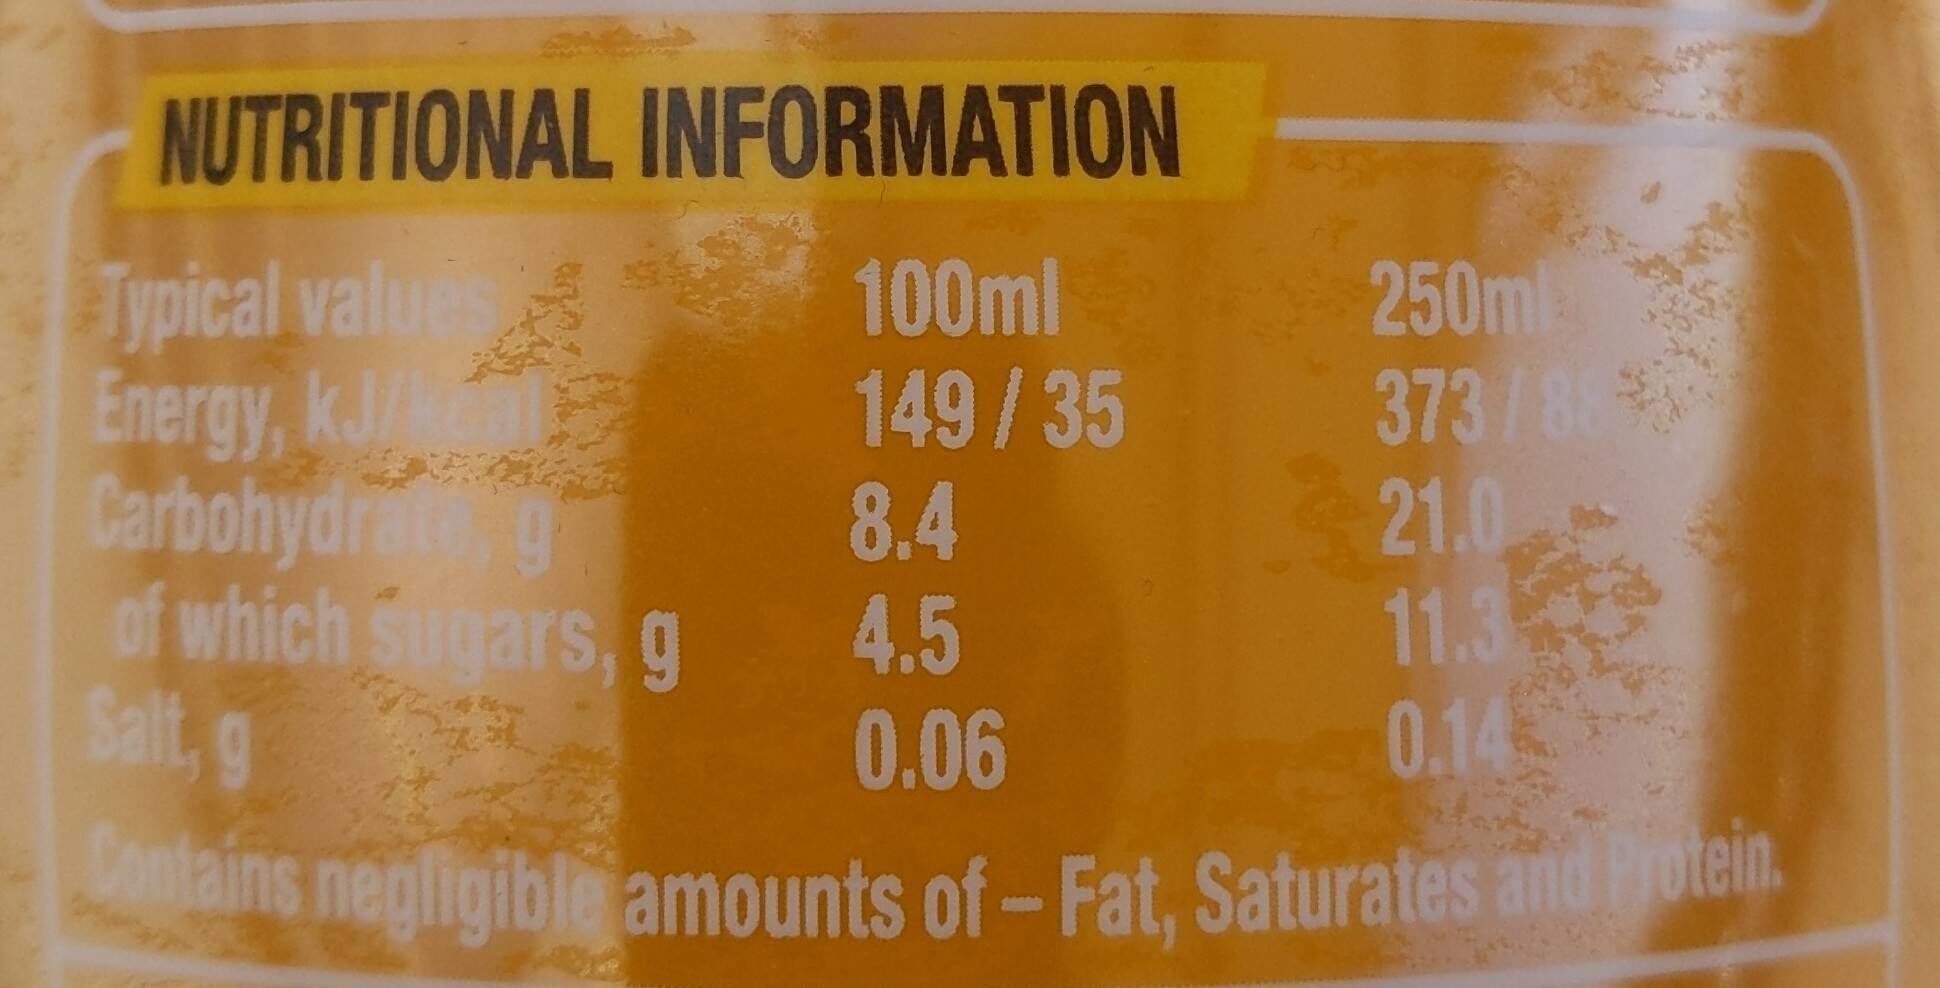 NUTRITIONAL INFORMATION
Typical values 100ml 250ml
Energy, kJ/kcal 149 / 35 373 / 88
Carbohydrate, g 8.4 21.0
of which sugars, g 4.5 11.3
Salt, g 0.06 0.14
Contains negligible amounts of – Fat, Saturates and Protein.